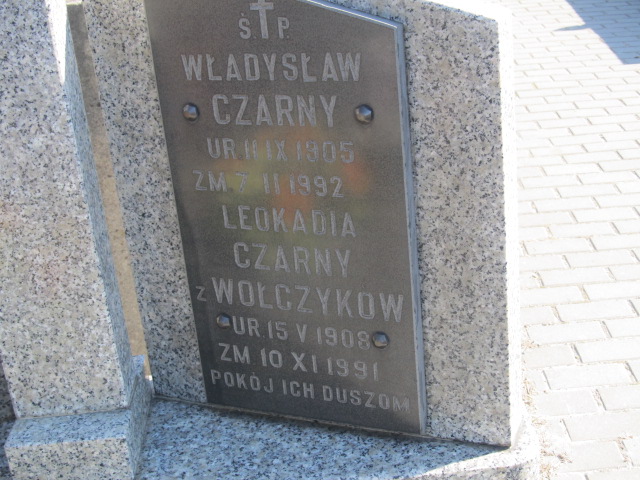 Ś.P.
WŁADYSŁAW
CZARNY
UR.11 IX 1905
ZM 7 II 1992
LEOKADIA
CZARNY
z WOŁCZYKOW
UR.15 V 1908
ZM 10 XI 1991
POKÓJ ICH DUSZOM